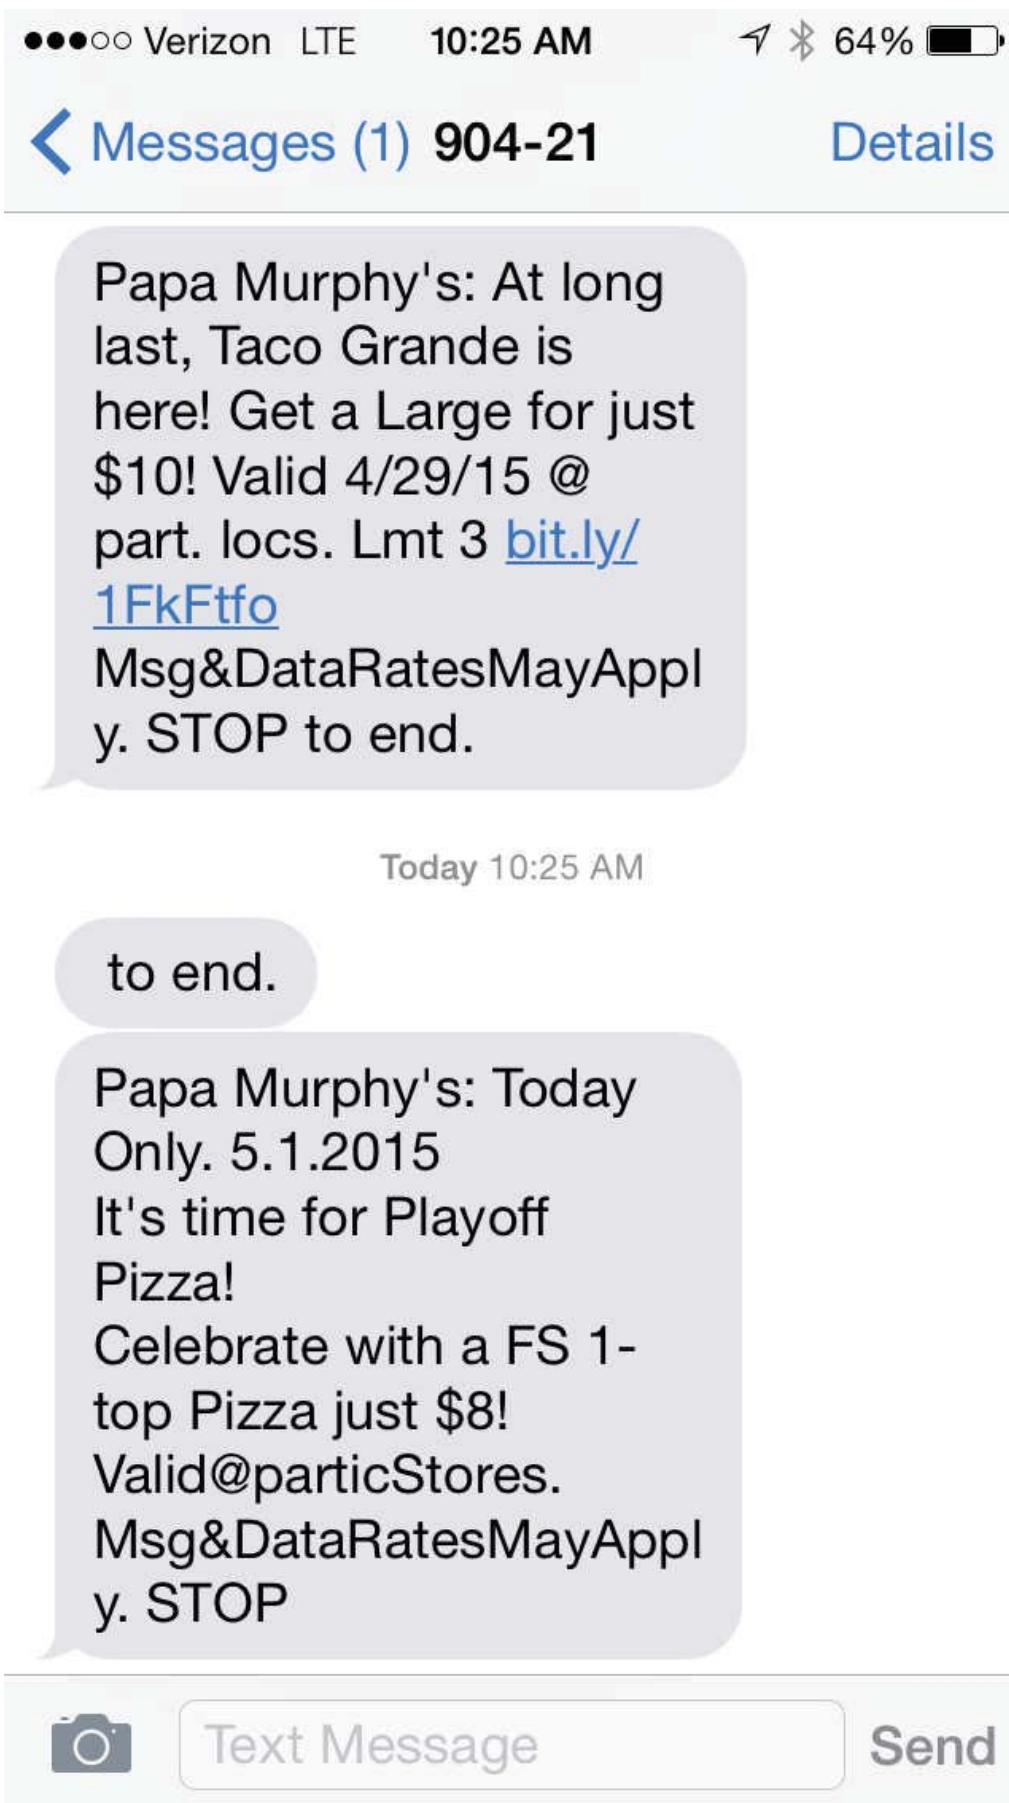 Verizon LTE 10:25 AM 64%
Messages (1) 904-21 Details
Papa Murphy's: At long
last, Taco Grande is
here! Get a Large for just
$10! Valid 4/29/15 @
part. locs. Lmt 3 bit.ly/
1FkFtfo
Msg&DataRatesMayAppl
y. STOP to end.
Today 10:25 AM
to end.
Papa Murphy's: Today
Only. 5.1.2015
It's time for Playoff
Pizza!
Celebrate with a FS 1-
top Pizza just $8!
Valid@particStores.
Msg&DataRatesMayAppl
y. STOP
Text Message Send